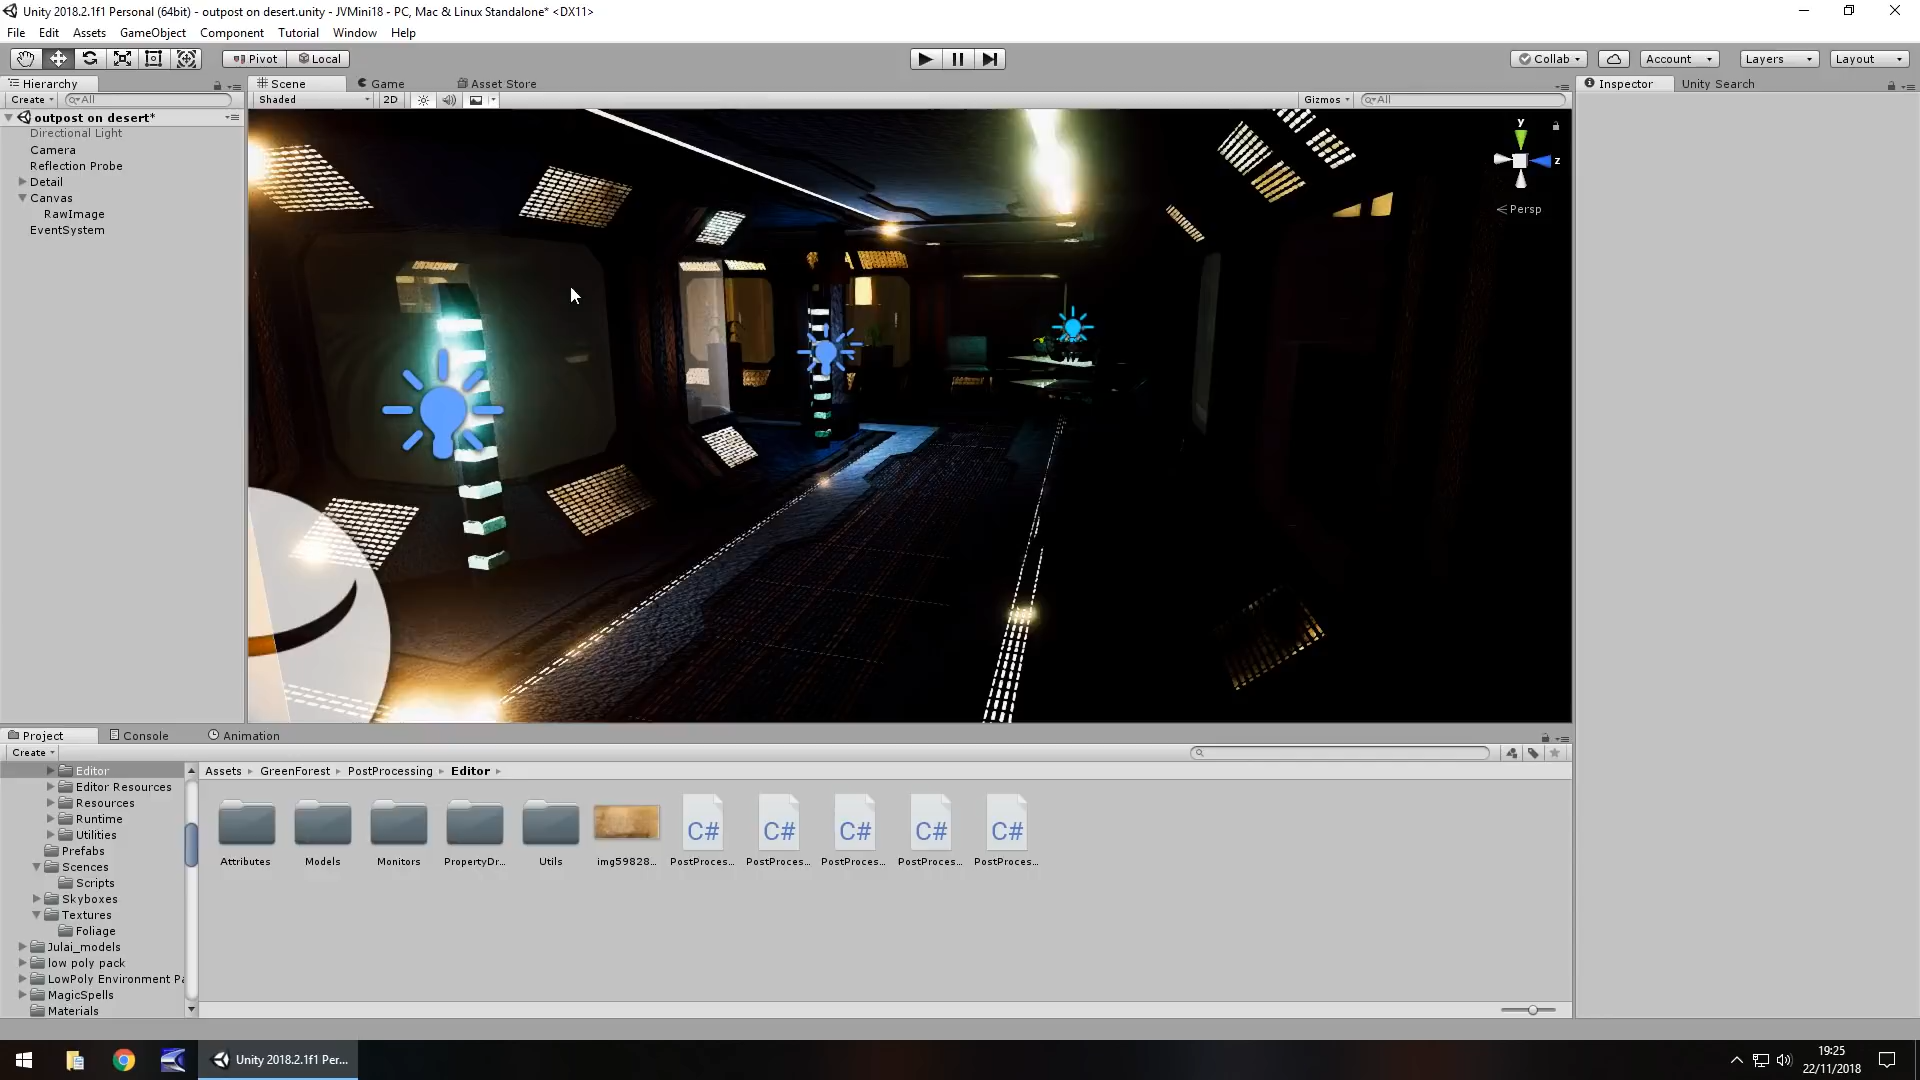 Unity 2018.2.1f1 Personal (64bit) - outpost on desert.unity - JVMini18 - PC, Mac & Linux Standalone* <DX11>
File Edit Assets GameObject Component Tutorial Window Help
Pivot Local Collab Account Layers Layout
Hierarchy Scene Game Asset Store Inspector Unity Search
Create All Shaded 2D Gizmos All
outpost on desert*
Directional Light
Camera
Reflection Probe
Detail
Canvas
RawImage
EventSystem
y
z
Persp
Project Console Animation
Create
Editor
Editor Resources
Resources
Runtime
Utilities
Prefabs
Scences
Scripts
Skyboxes
Textures
Foliage
Julai_models
low poly pack
LowPoly Environment Pa
MagicSpells
Materials
Assets GreenForest PostProcessing Editor
C# C# C# C# C#
Attributes Models Monitors PropertyDr... Utils img59828... PostProces... PostProces... PostProces... PostProces... PostProces...
Unity 2018.2.1f1 Per...
19:25
22/11/2018